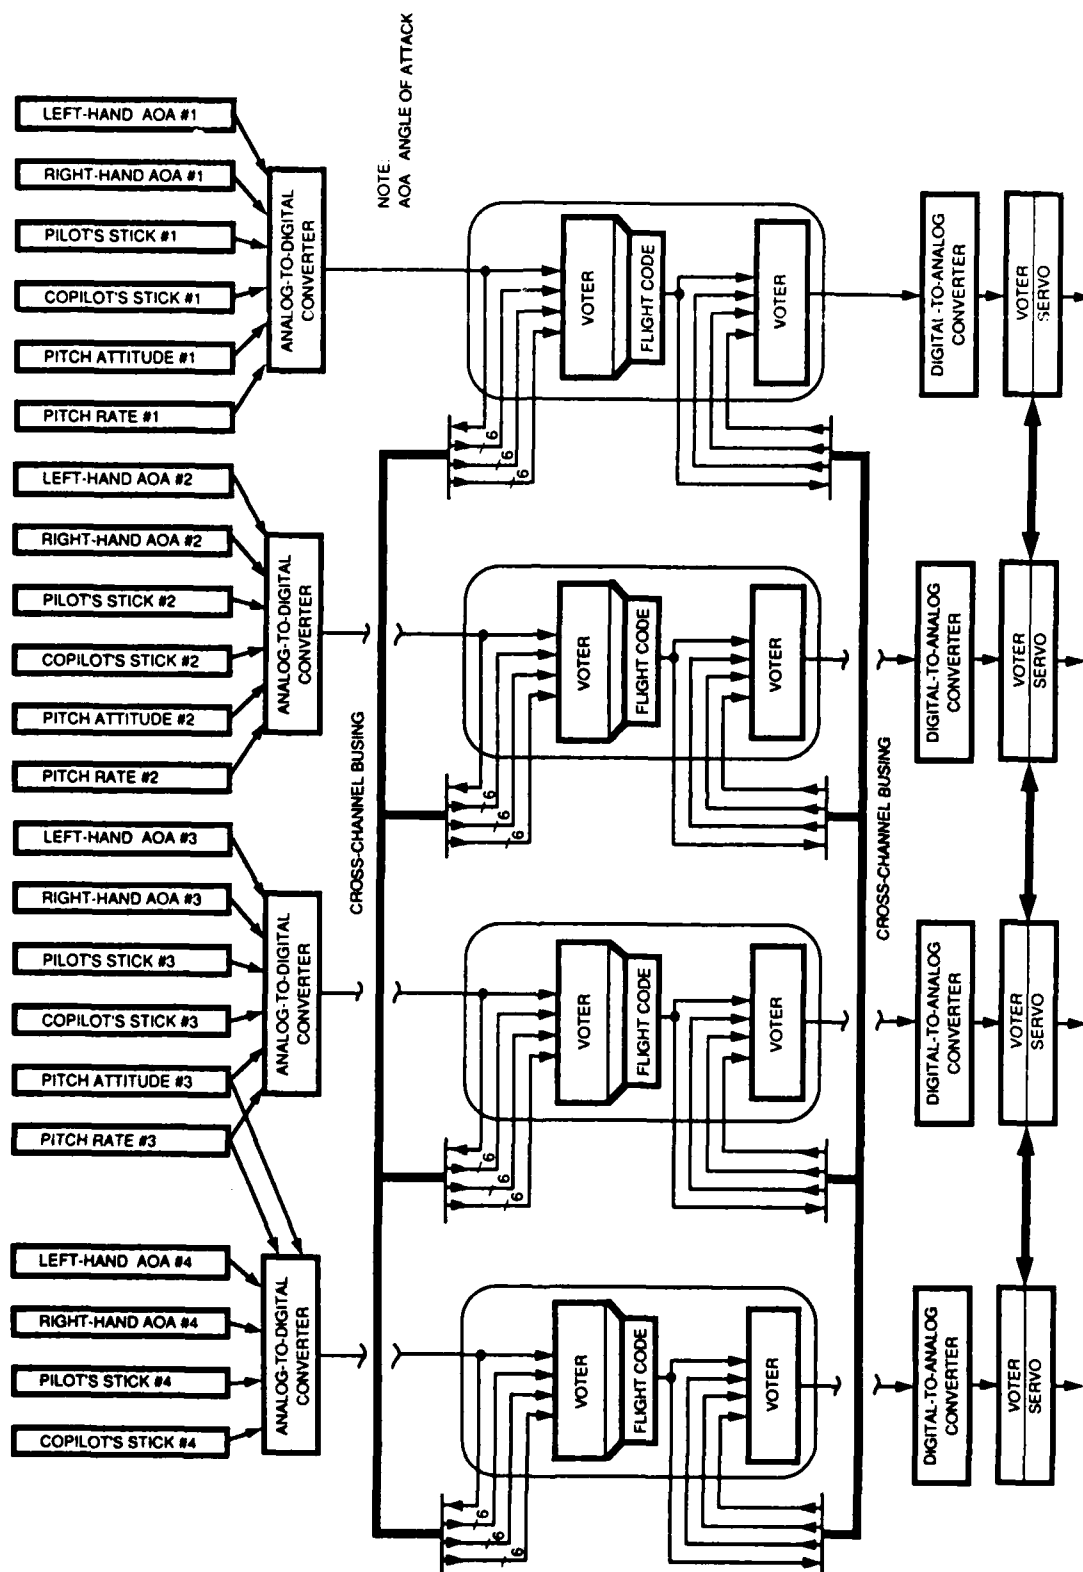 LEFT-HAND AOA #1
RIGHT-HAND AOA #1
PILOT'S STICK #1
COPILOT'S STICK #1
PITCH ATTITUDE #1
PITCH RATE #1
ANALOG-TO-DIGITAL
CONVERTER
NOTE:
AOA ANGLE OF ATTACK
6
6
6
VOTER
FLIGHT CODE
VOTER
DIGITAL-TO-ANALOG
CONVERTER
VOTER
SERVO
LEFT-HAND AOA #2
RIGHT-HAND AOA #2
PILOT'S STICK #2
COPILOT'S STICK #2
PITCH ATTITUDE #2
PITCH RATE #2
ANALOG-TO-DIGITAL
CONVERTER
CROSS-CHANNEL BUSING
6
6
6
VOTER
FLIGHT CODE
VOTER
CROSS-CHANNEL BUSING
DIGITAL-TO-ANALOG
CONVERTER
VOTER
SERVO
LEFT-HAND AOA #3
RIGHT-HAND AOA #3
PILOT'S STICK #3
COPILOT'S STICK #3
PITCH ATTITUDE #3
PITCH RATE #3
ANALOG-TO-DIGITAL
CONVERTER
6
6
6
VOTER
FLIGHT CODE
VOTER
DIGITAL-TO-ANALOG
CONVERTER
VOTER
SERVO
LEFT-HAND AOA #4
RIGHT-HAND AOA #4
PILOT'S STICK #4
COPILOT'S STICK #4
ANALOG-TO-DIGITAL
CONVERTER
6
6
6
VOTER
FLIGHT CODE
VOTER
DIGITAL-TO-ANALOG
CONVERTER
VOTER
SERVO